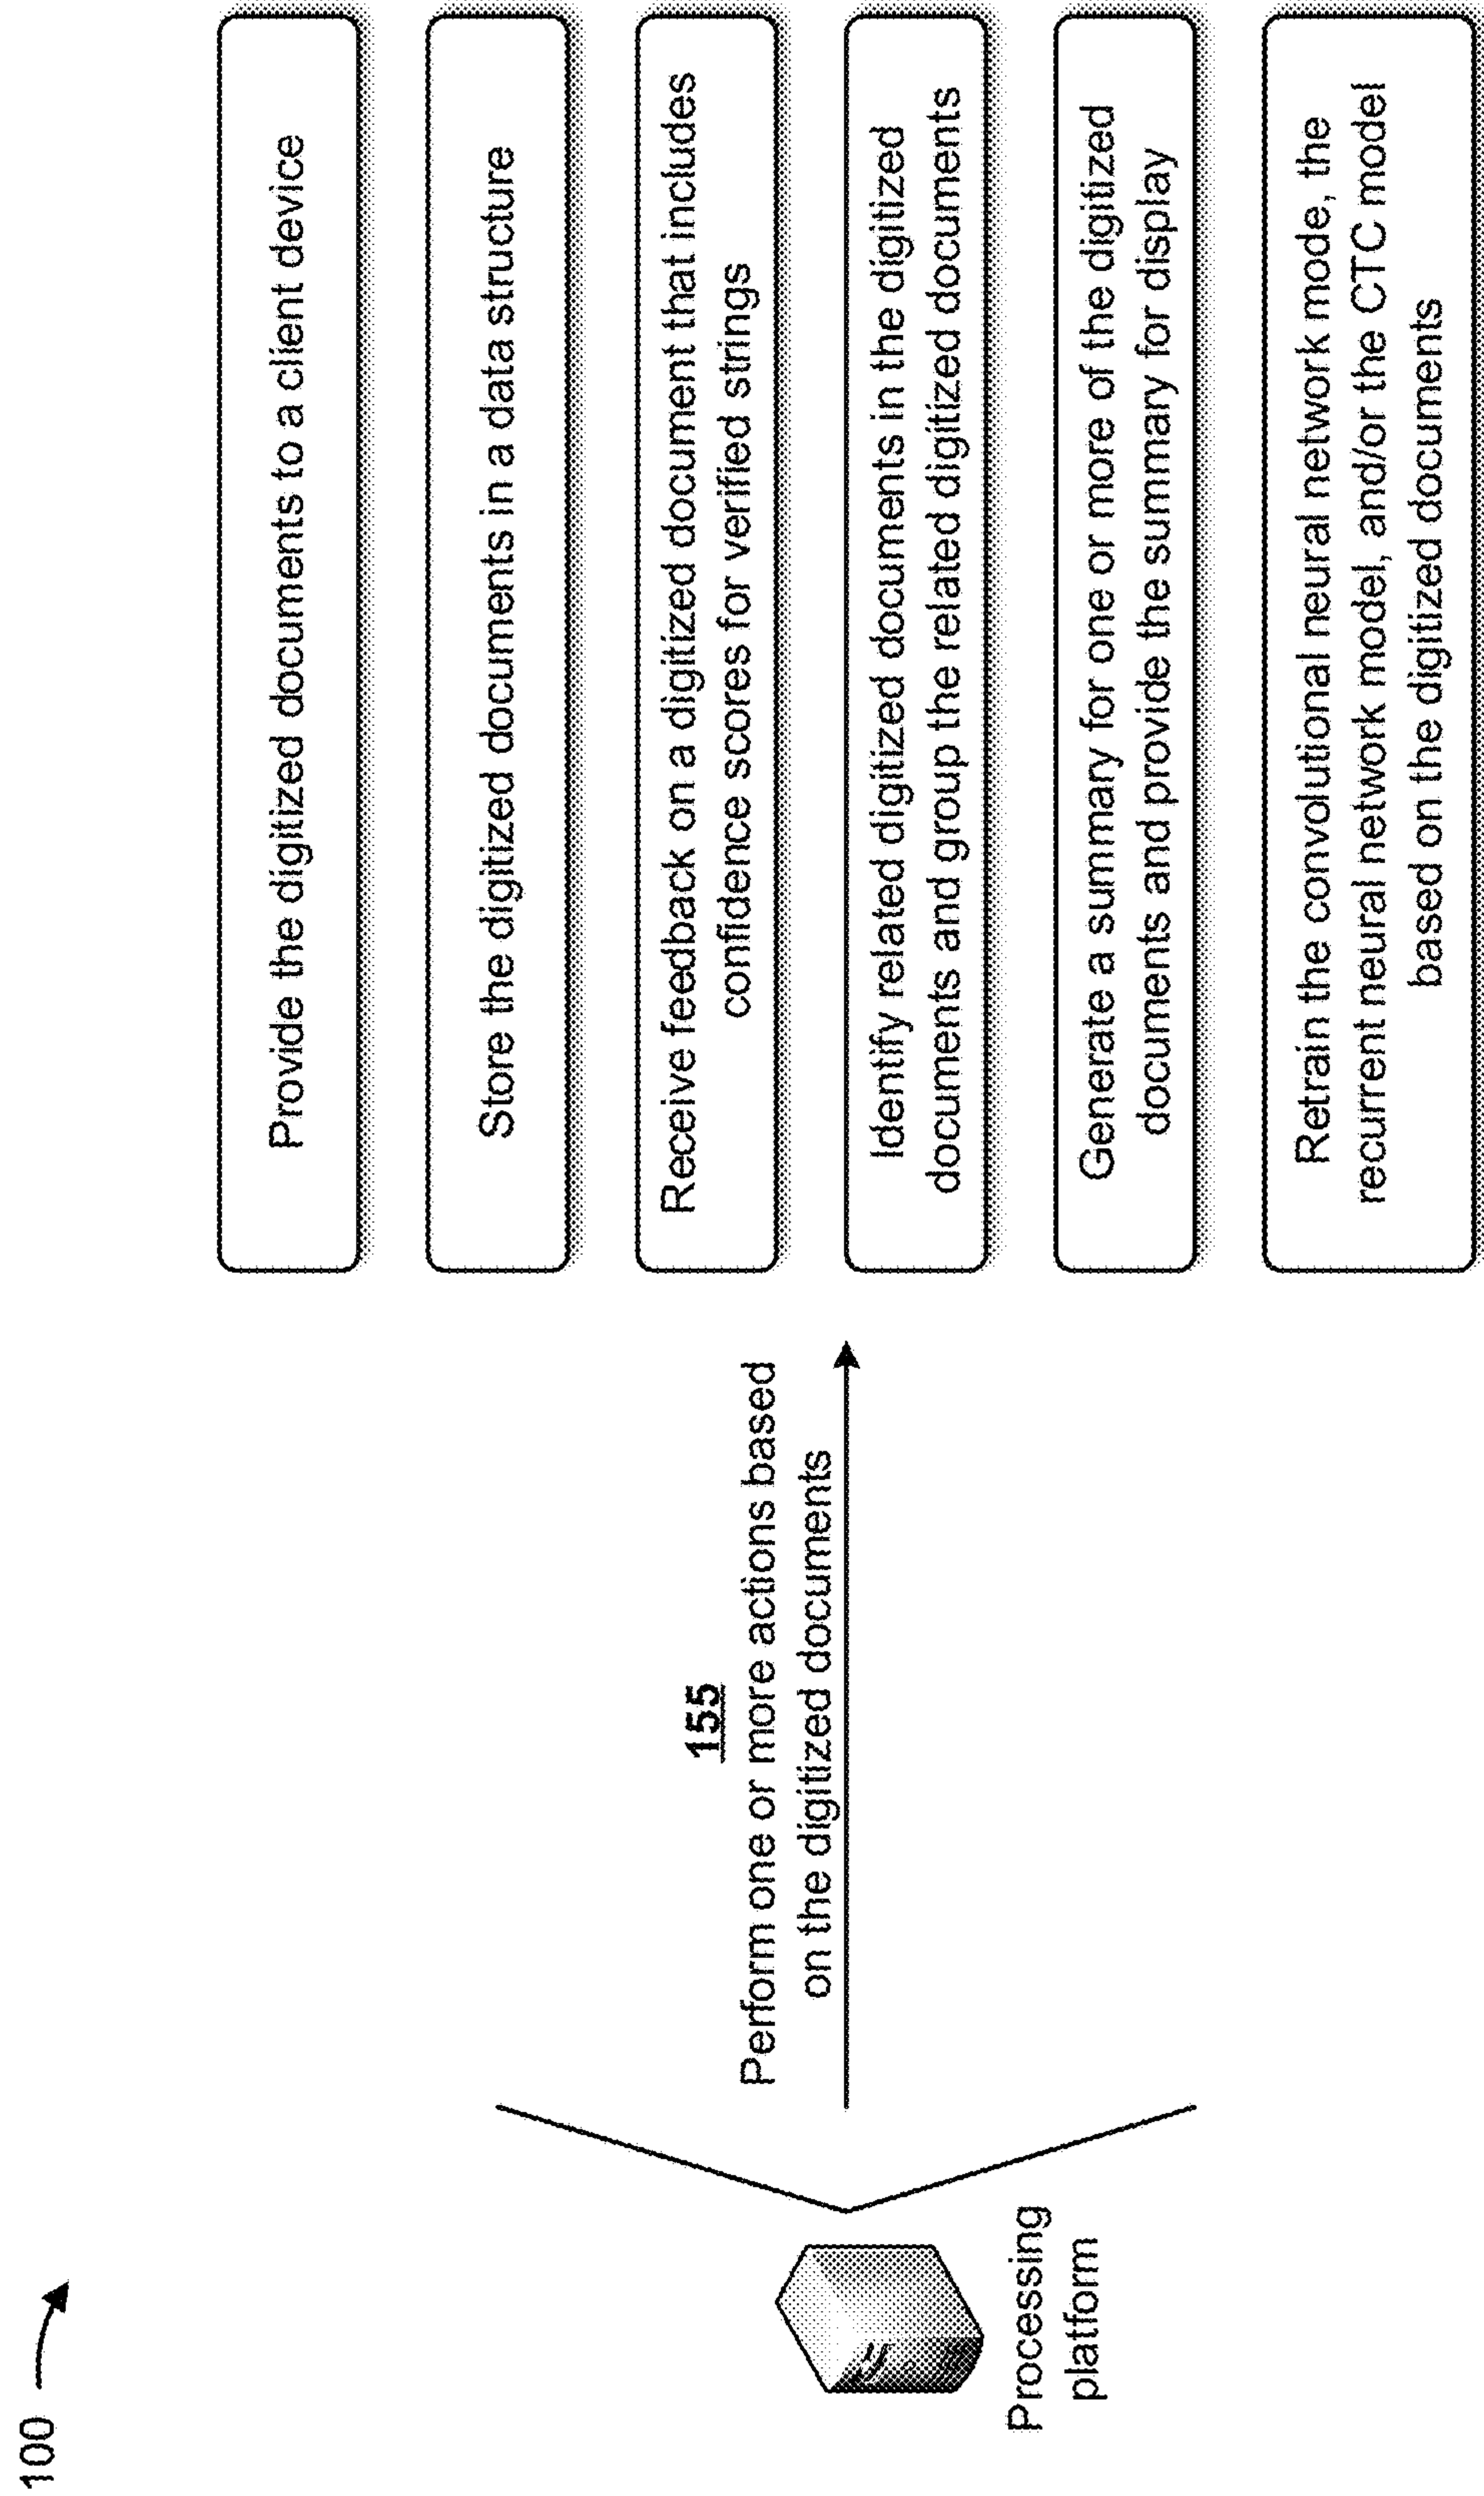 100
Processing
platform
155
Perform one or more actions based
on the digitized documents
Provide the digitized documents to a client device
Store the digitized documents in a data structure
Receive feedback on a digitized document that includes
confidence scores for verified strings
Identify related digitized documents in the digitized
documents and group the related digitized documents
Generate a summary for one or more of the digitized
documents and provide the summary for display
Retrain the convolutional neural network mode, the
recurrent neural network model, and/or the CTC model
based on the digitized documents